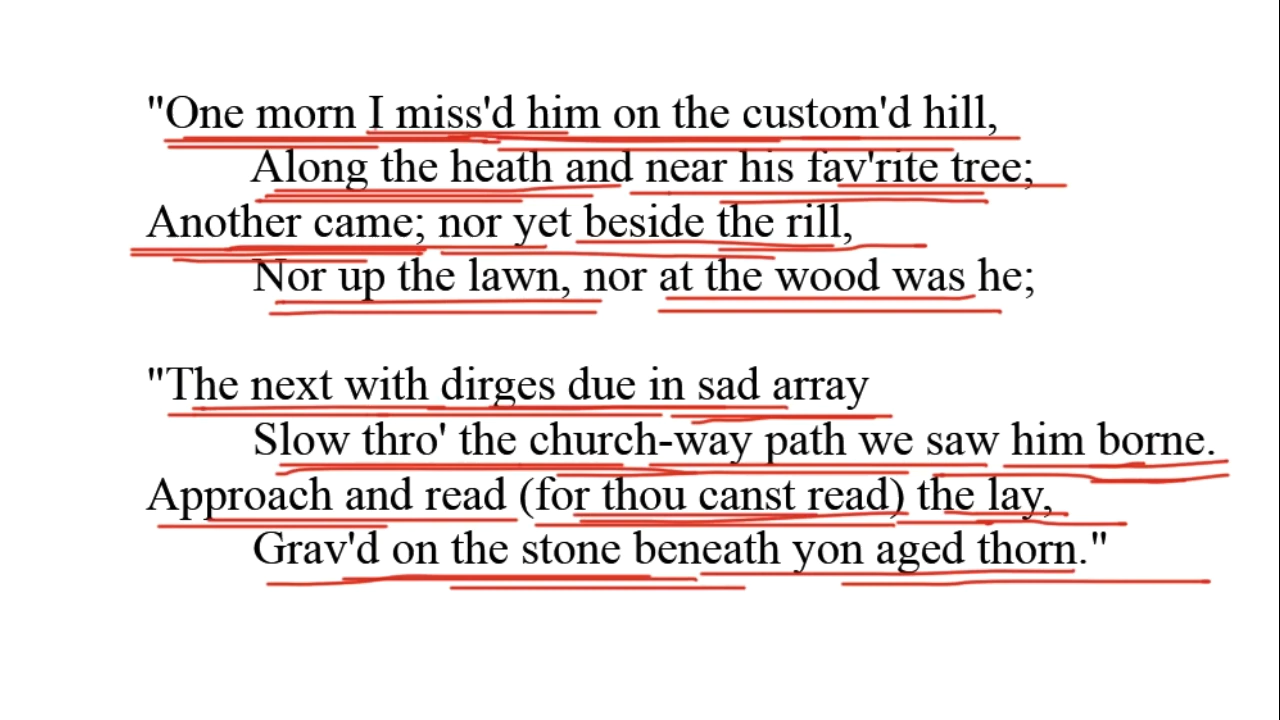 "One morn I miss'd him on the custom'd hill,
Along the heath and near his fav'rite tree;
Another came; nor yet beside the rill,
Nor up the lawn, nor at the wood was he;
"The next with dirges due in sad array
Slow thro' the church-way path we saw him borne.
Approach and read (for thou canst read) the lay,
Grav'd on the stone beneath yon aged thorn."